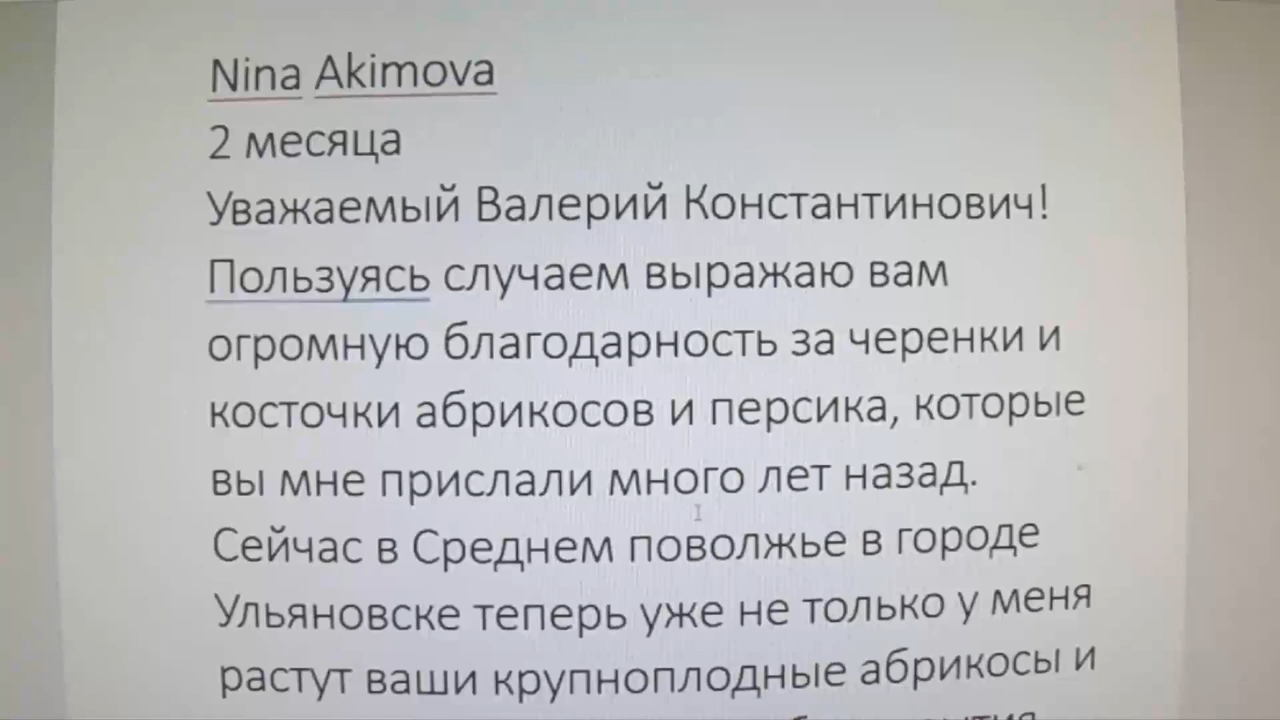 Nina Akimova
2 месяца
Уважаемый Валерий Константинович!
Пользуясь случаем выражаю вам
огромную благодарность за черенки и
косточки абрикосов и персика, которые
вы мне прислали много лет назад.
Сейчас в Среднем поволжье в городе
Ульяновске теперь уже не только у меня
растут ваши крупноплодные абрикосы и